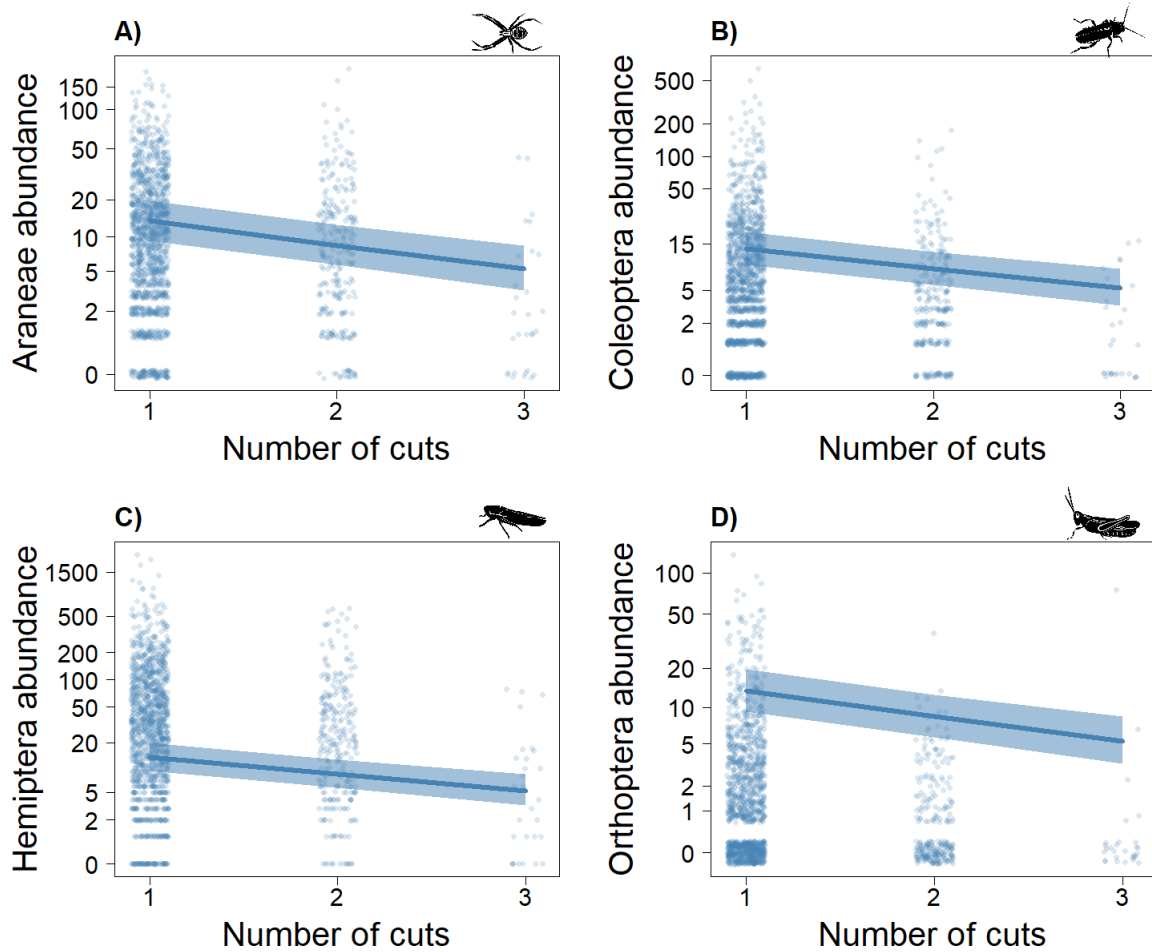 A)
Araneae abundance
150
100
50
20
10
5
2
0
1 2 3
Number of cuts
B)
Coleoptera abundance
500
200
100
50
15
5
2
0
1 2 3
Number of cuts
C)
Hemiptera abundance
1500
500
200
100
50
20
5
2
0
1 2 3
Number of cuts
D)
Orthoptera abundance
100
50
20
10
5
2
1
0
1 2 3
Number of cuts